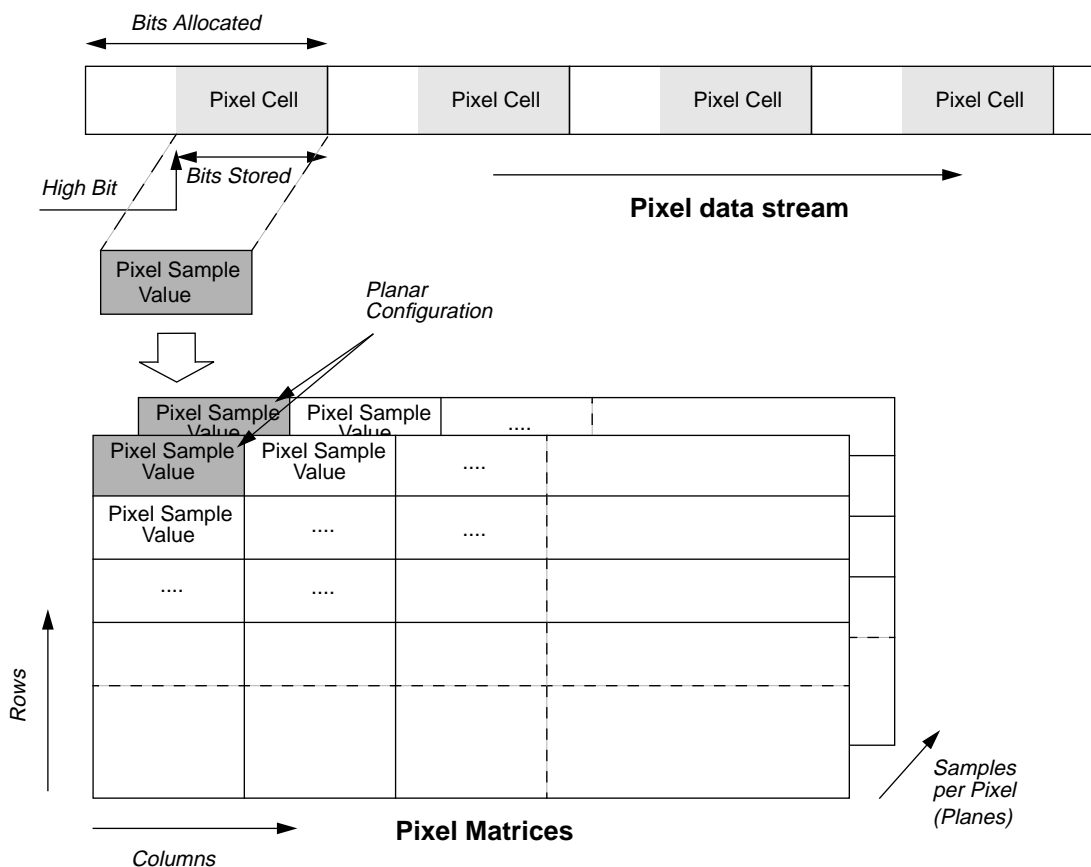 Bits Allocated
Pixel Cell Pixel Cell Pixel Cell Pixel Cell
Bits Stored
High Bit
Pixel data stream
Pixel Sample
Value
Planar
Configuration
Pixel Sample
Value
Pixel Sample
Value
....
Pixel Sample
Value
Pixel Sample
Value
....
Pixel Sample
Value
....
....
....
....
Rows
Samples
per Pixel
(Planes)
Pixel Matrices
Columns